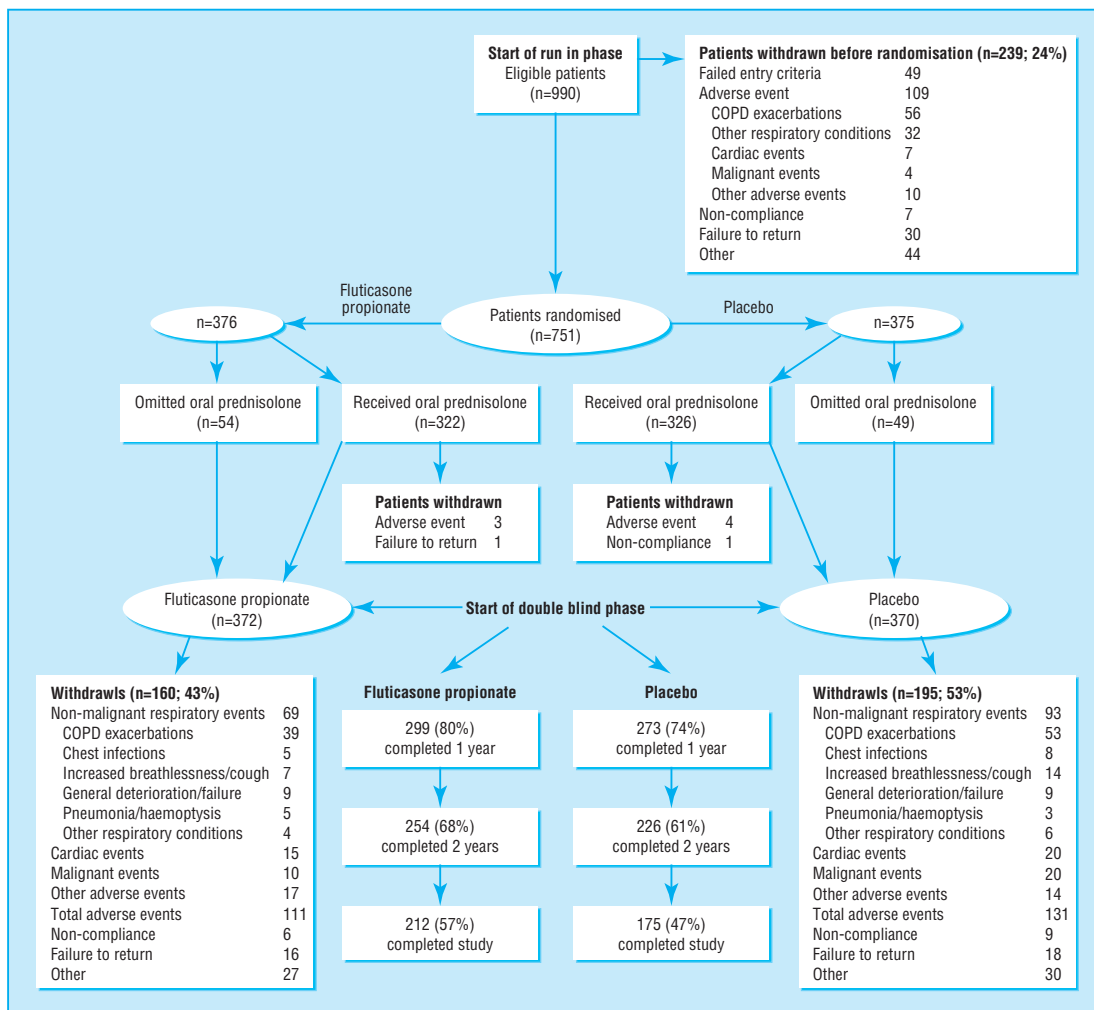 Start of run in phase
Eligible patients
(n=990)
Patients withdrawn before randomisation (n=239; 24%)
Failed entry criteria 49
Adverse event 109
COPD exacerbations 56
Other respiratory conditions 32
Cardiac events 7
Malignant events 4
Other adverse events 10
Non-compliance 7
Failure to return 30
Other 44
Fluticasone
propionate
Placebo
n=376
Patients randomised
(n=751)
n=375
Omitted oral prednisolone
(n=54)
Received oral prednisolone
(n=322)
Received oral prednisolone
(n=326)
Omitted oral prednisolone
(n=49)
Patients withdrawn
Adverse event 3
Failure to return 1
Patients withdrawn
Adverse event 4
Non-compliance 1
Fluticasone propionate
(n=372)
Start of double blind phase
Placebo
(n=370)
Withdrawls (n=160; 43%)
Non-malignant respiratory events 69
COPD exacerbations 39
Chest infections 5
Increased breathlessness/cough 7
General deterioration/failure 9
Pneumonia/haemoptysis 5
Other respiratory conditions 4
Cardiac events 15
Malignant events 10
Other adverse events 17
Total adverse events 111
Non-compliance 6
Failure to return 16
Other 27
Fluticasone propionate
299 (80%)
completed 1 year
254 (68%)
completed 2 years
212 (57%)
completed study
Placebo
273 (74%)
completed 1 year
226 (61%)
completed 2 years
175 (47%)
completed study
Withdrawls (n=195; 53%)
Non-malignant respiratory events 93
COPD exacerbations 53
Chest infections 8
Increased breathlessness/cough 14
General deterioration/failure 9
Pneumonia/haemoptysis 3
Other respiratory conditions 6
Cardiac events 20
Malignant events 20
Other adverse events 14
Total adverse events 131
Non-compliance 9
Failure to return 18
Other 30